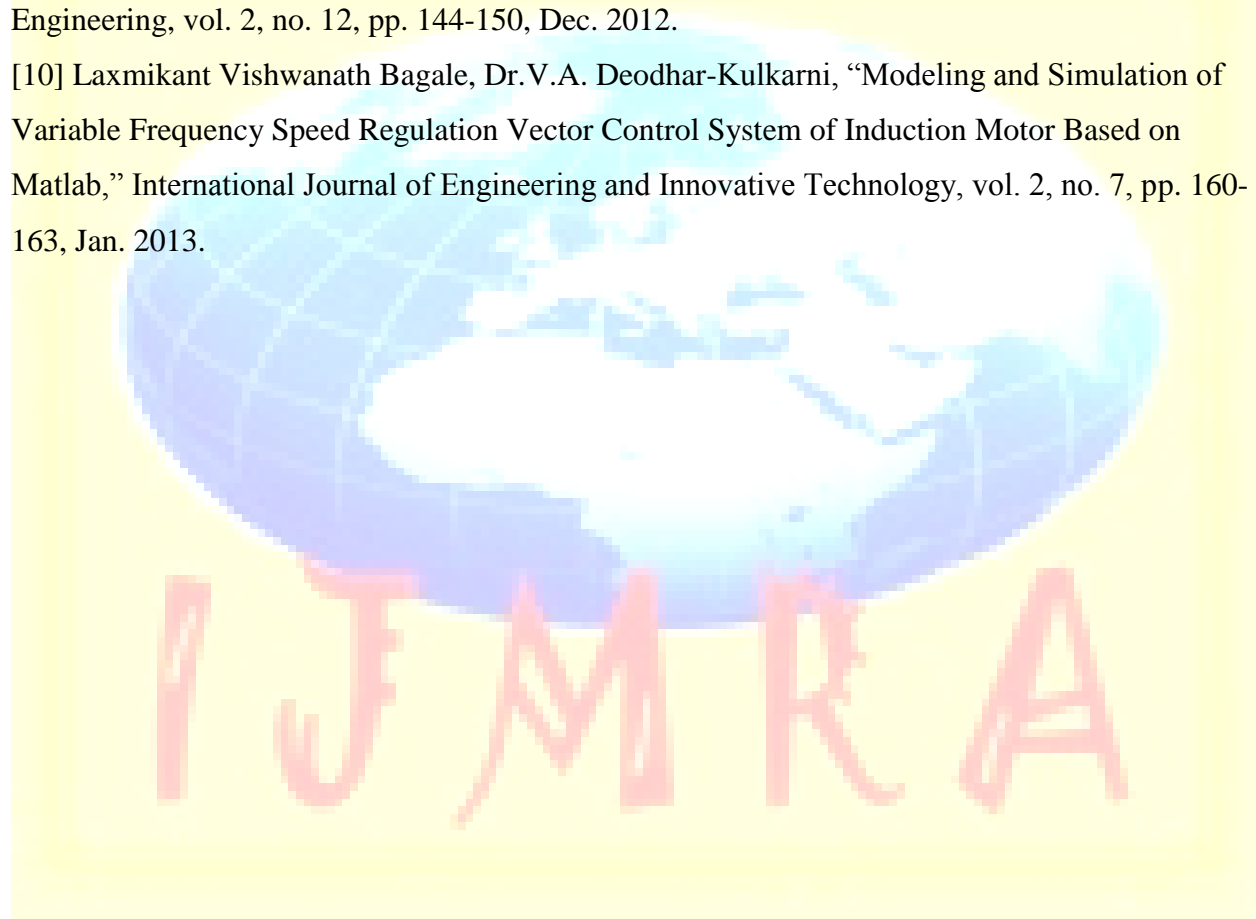 Engineering, vol. 2, no. 12, pp. 144-150, Dec. 2012.
[10] Laxmikant Vishwanath Bagale, Dr.V.A. Deodhar-Kulkarni, “Modeling and Simulation of
Variable Frequency Speed Regulation Vector Control System of Induction Motor Based on
Matlab,” International Journal of Engineering and Innovative Technology, vol. 2, no. 7, pp. 160-
163, Jan. 2013.
IJMRA